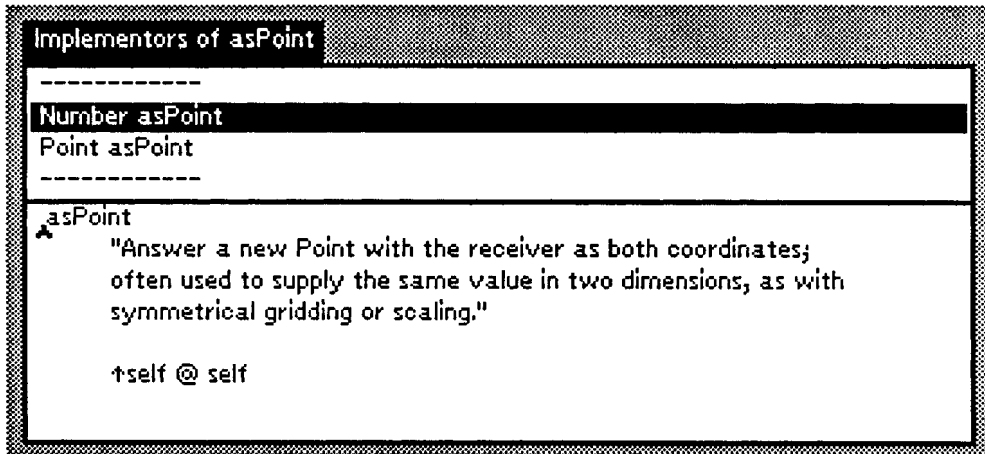 Implementors of asPoint
------------
Number asPoint
Point asPoint
------------
asPoint
"Answer a new Point with the receiver as both coordinates;
often used to supply the same value in two dimensions, as with
symmetrical gridding or scaling."
↑self @ self